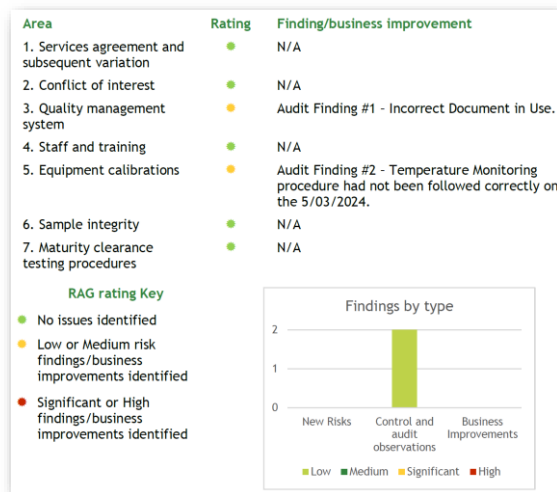 Area Rating Finding/business improvement
1. Services agreement and subsequent variation N/A
2. Conflict of interest N/A
3. Quality management system Audit Finding #1 - Incorrect Document in Use.
4. Staff and training N/A
5. Equipment calibrations Audit Finding #2 - Temperature Monitoring
procedure had not been followed correctly on
the 5/03/2024.
6. Sample integrity N/A
7. Maturity clearance testing procedures N/A
RAG rating Key
No issues identified
Low or Medium risk
findings/business
improvements identified
Significant or High
findings/business
improvements identified
Findings by type
2
1
0
New Risks
Control and
audit
observations
Business
Improvements
Low Medium Significant High